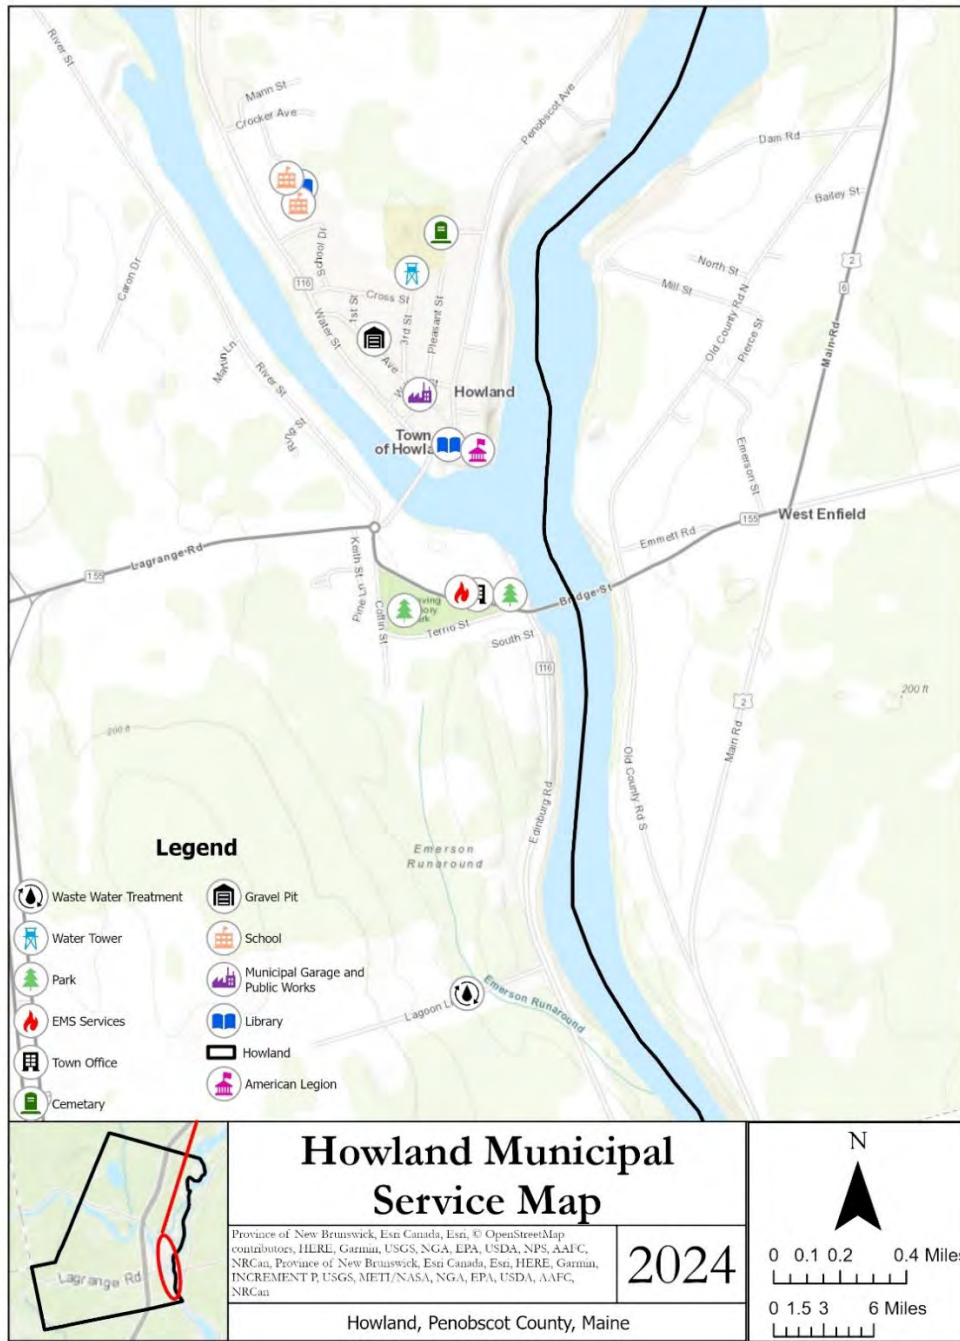 River St
Mann St
Crocker Ave
Penobscot Ave
Dam Rd
Bailey St
School Dr
116
Cross St
1st St
Water St
3rd St
Pleasant St
Ave
Caron Dr
River St
North St
Mill St
Old County Rd N
Pierce St
2
6
Main Rd
Howland
Town
of Howla
Emerson St
West Enfield
155
Emmett Rd
Lagrange Rd
155
Keith St
Pine Ln
Coffin St
Terrio St
South St
Bridge St
116
200 ft
200 ft
2
Main Rd
Old County Rd S
Edinburg Rd
Emerson
Runaround
Lagoon L
Emerson Runaround
Legend
Waste Water Treatment
Water Tower
Park
EMS Services
Town Office
Cemetary
Gravel Pit
School
Municipal Garage and
Public Works
Library
Howland
American Legion
Lagrange Rd
Howland Municipal
Service Map
Province of New Brunswick, Esri Canada, Esri, © OpenStreetMap
contributors, HERE, Garmin, USGS, NGA, EPA, USDA, NPS, AAFC,
NRCan, Province of New Brunswick, Esri Canada, Esri, HERE, Garmin,
INCREMENT P, USGS, METI/NASA, NGA, EPA, USDA, AAFC,
NRCan
2024
Howland, Penobscot County, Maine
N
0 0.1 0.2 0.4 Miles
0 1.5 3 6 Miles